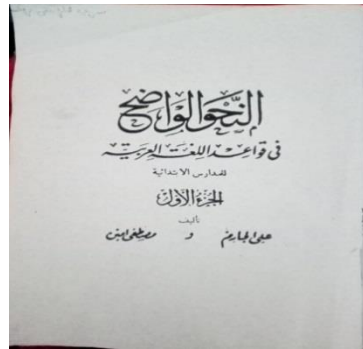 النحو الواضح
في قواعد اللغة العربية
للمدارس الابتدائية
الجزء الأول
تأليف
علي الجارم و مصطفى أمين